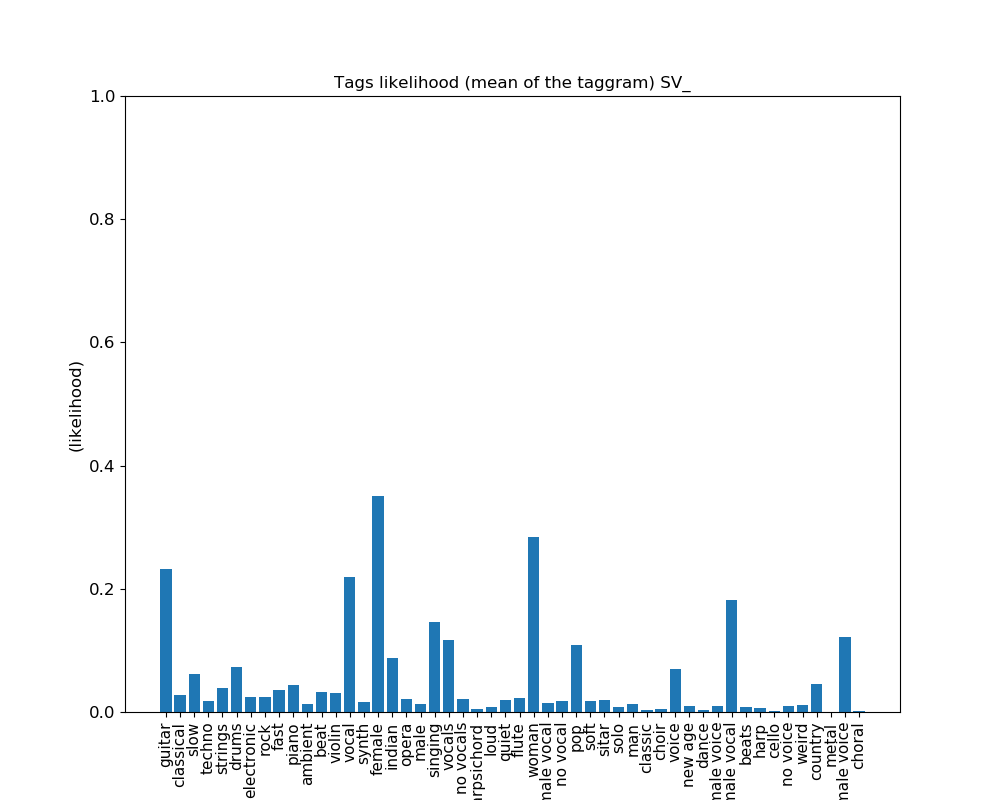 Tags likelihood (mean of the taggram) SV_
1.0
0.8
0.6
0.4
0.2
0.0
(likelihood)
guitar
classical
slow
techno
strings
drums
electronic
rock
fast
piano
ambient
beat
violin
vocal
synth
female
indian
opera
male
singing
vocals
no vocals
arpsichord
loud
quiet
flute
woman
male vocal
no vocal
pop
soft
sitar
solo
man
classic
choir
voice
new age
dance
male voice
male vocal
beats
harp
cello
no voice
weird
country
metal
male voice
choral